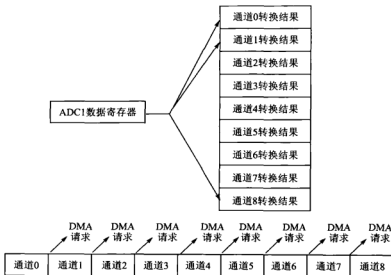 通道0转换结果
通道1转换结果
通道2转换结果
通道3转换结果
ADC1数据寄存器
通道4转换结果
通道5转换结果
通道6转换结果
通道7转换结果
通道8转换结果
DMA DMA DMA DMA DMA DMA DMA DMA
请求 请求 请求 请求 请求 请求 请求 请求
通道0 通道1 通道2 通道3 通道4 通道5 通道6 通道7 通道8